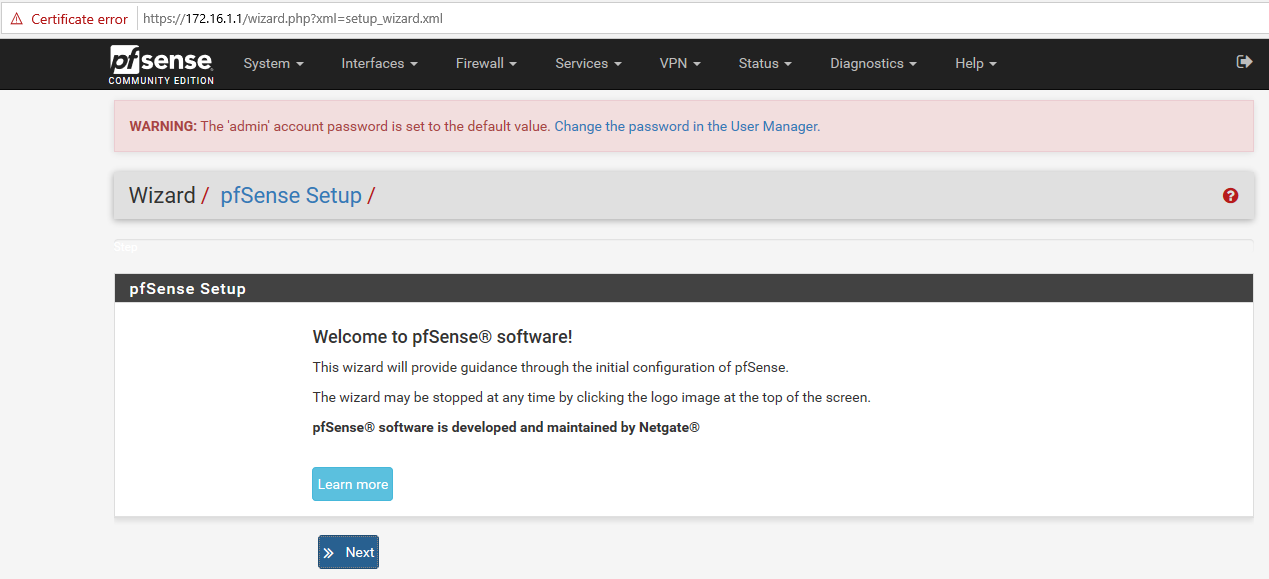 Certificate error https://172.16.1.1/wizard.php?xml=setup_wizard.xml
pfsense
COMMUNITY EDITION
System Interfaces Firewall Services VPN Status Diagnostics Help
WARNING: The 'admin' account password is set to the default value. Change the password in the User Manager.
Wizard / pfSense Setup /
Step
pfSense Setup
Welcome to pfSense® software!
This wizard will provide guidance through the initial configuration of pfSense.
The wizard may be stopped at any time by clicking the logo image at the top of the screen.
pfSense® software is developed and maintained by Netgate®
Learn more
Next